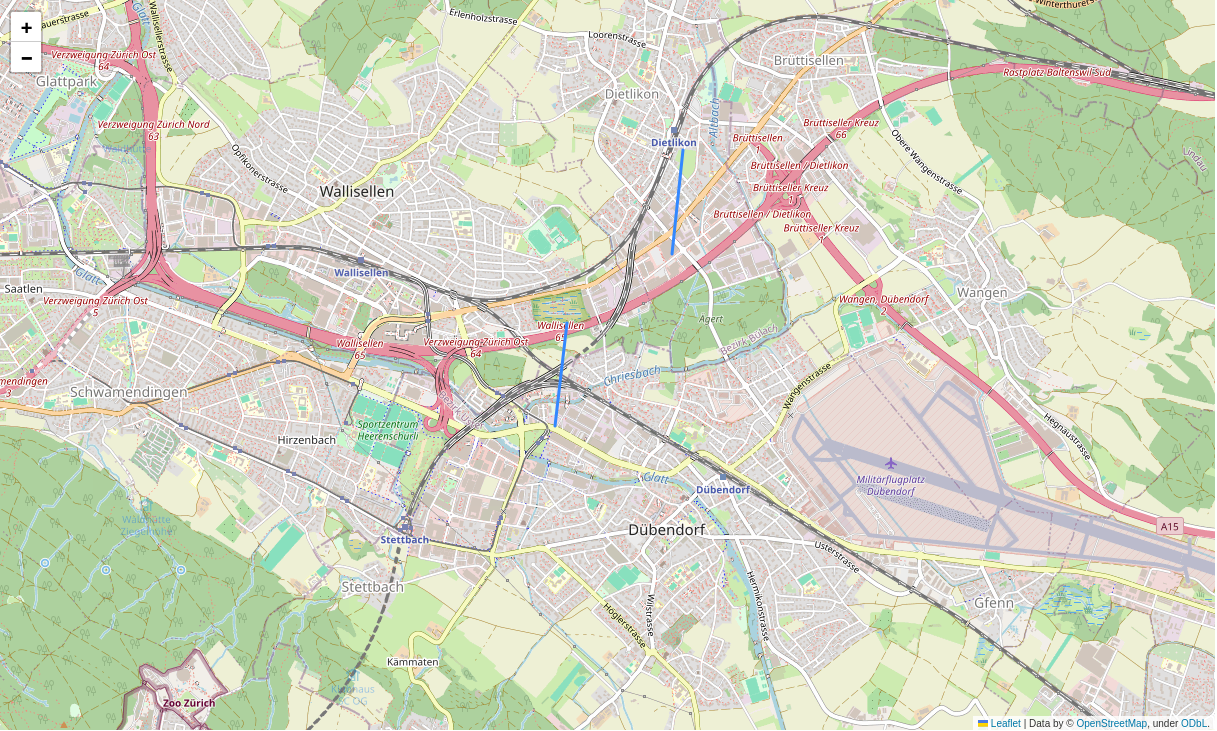 +
−
auerstrasse
Wallisellerstrasse
Glatt
Verzweigung Zürich Ost
64
Glattpark
Erlenholzstrasse
Loorenstrasse
Dietlikon
Brüttisellen
Winterthurers
Rastplatz Baltenswil-Süd
Altbach
Verzweigung Zürich Nord
63
Opfikonerstrasse
Wallisellen
Dietlikon
Brüttisellen
1
Brüttiseller Kreuz
66
Brüttisellen / Dietlikon
Brüttiseller Kreuz
1
Brüttisellen / Dietlikon
Brüttiseller Kreuz
1
Obere Wangenstrasse
Lindau
Glatt
Saatlen
Verzweigung Zürich Ost
5
Wallisellen
Wangen
Wangen, Dübendorf
2
Wallisellen
65
Wallisellen
65
Verzweigung Zürich Ost
64
Agert
Bezirk Bülach
Chriesbach
mendingen
3
Schwamendingen
Sportzentrum
Heerenschürli
Hirzenbach
Wangenstrasse
Hegnaustrasse
Militärflugplatz
Dübendorf
Glatt
Dübendorf
Waldhütte
Ziegelhöhe
Stettbach
Dübendorf
A15
Usterstrasse
Stettbach
Wilstrasse
Höglerstrasse
Hermikonstrasse
Gfenn
Kämmaten
Zoo Zürich
Leaflet | Data by © OpenStreetMap, under ODbL.